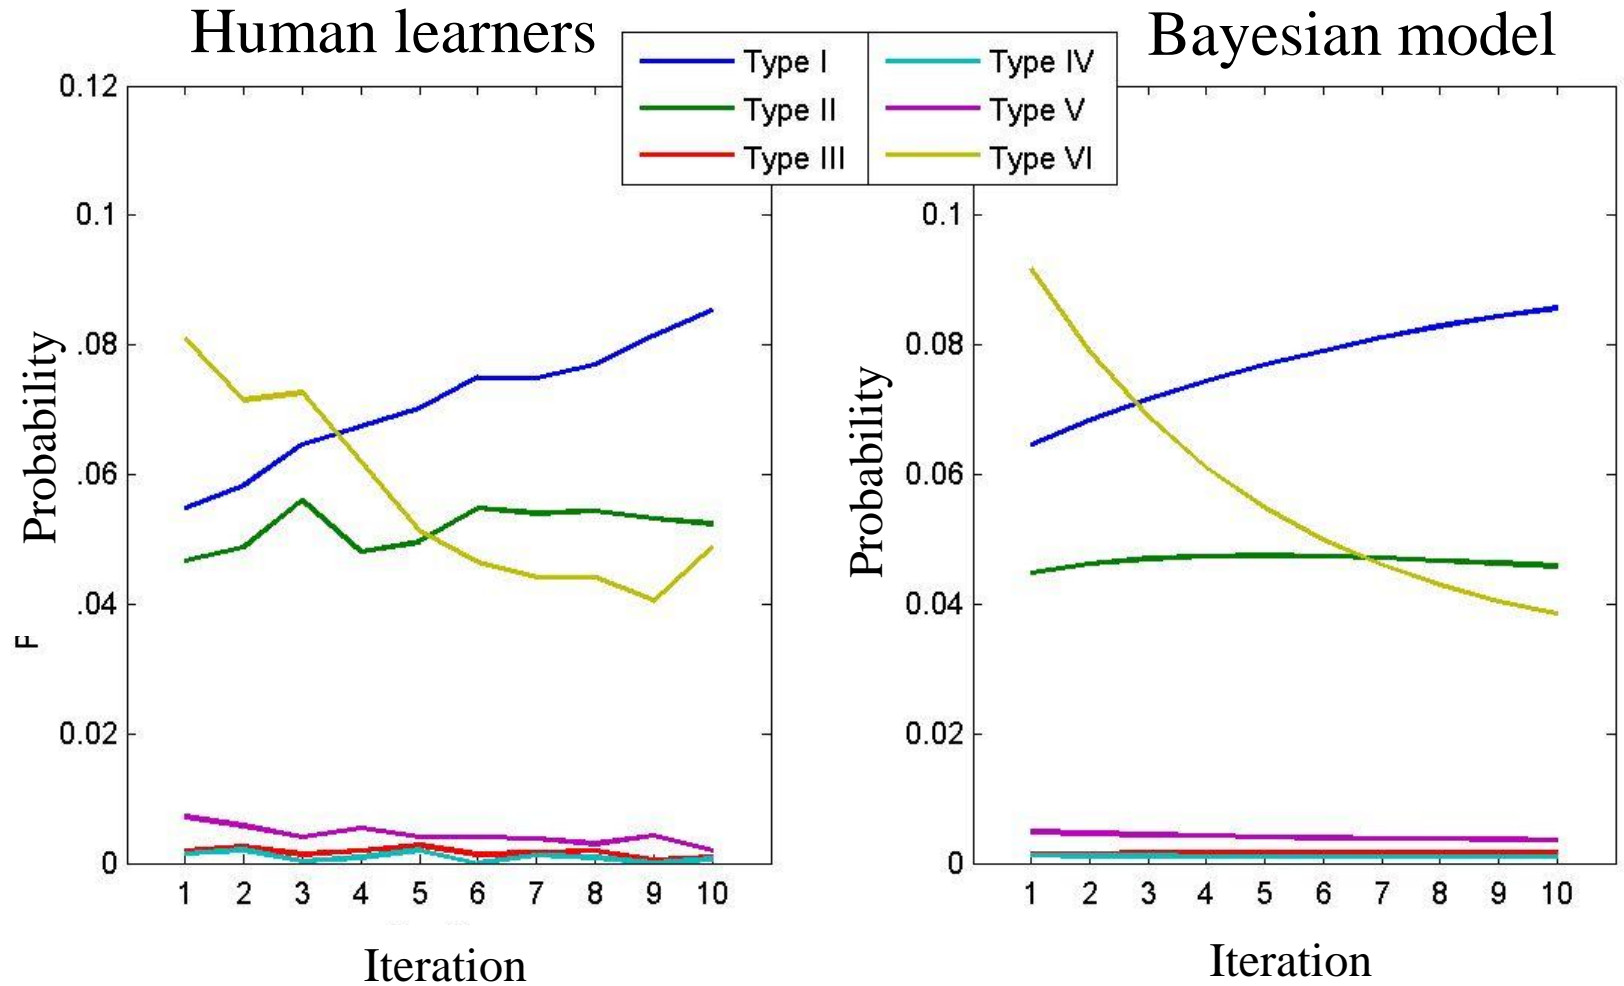 Human learners
Bayesian model
Type I
Type II
Type III
Type IV
Type V
Type VI
0.12
0.1
.08
.06
.04
0.02
0
Probability
F
1 2 3 4 5 6 7 8 9 10
Iteration
0.1
0.08
0.06
0.04
0.02
0
Probability
1 2 3 4 5 6 7 8 9 10
Iteration